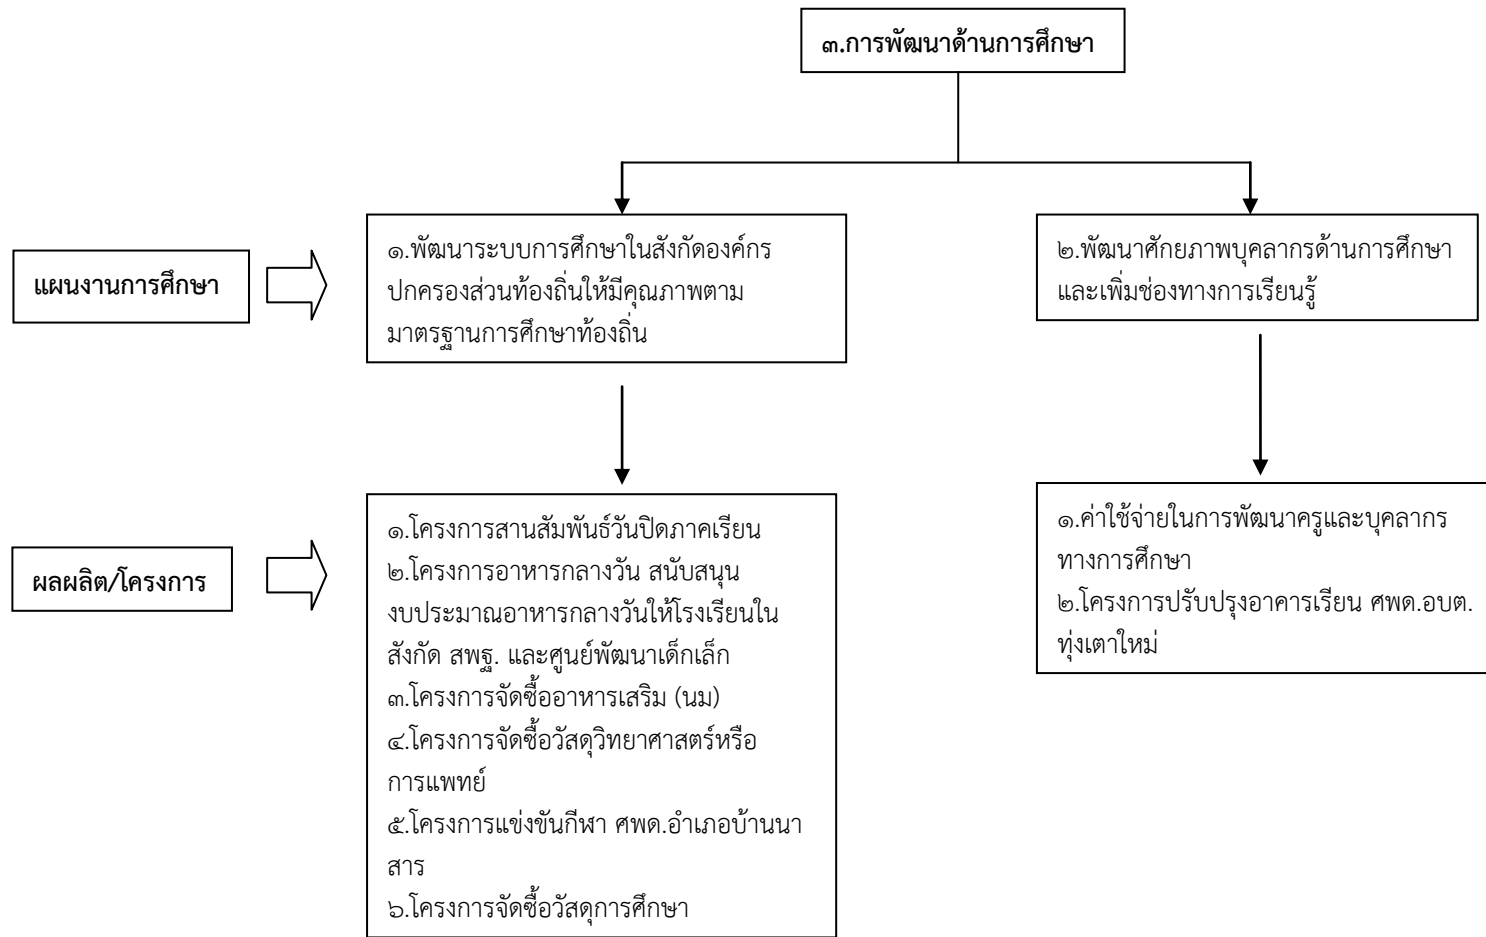 ๓.การพัฒนาด้านการศึกษา
แผนงานการศึกษา
๑.พัฒนาระบบการศึกษาในสังกัดองค์กร
ปกครองส่วนท้องถิ่นให้มีคุณภาพตาม
มาตรฐานการศึกษาท้องถิ่น
๒.พัฒนาศักยภาพบุคลากรด้านการศึกษา
และเพิ่มช่องทางการเรียนรู้
ผลผลิต/โครงการ
๑.โครงการสานสัมพันธ์วันปิดภาคเรียน
๒.โครงการอาหารกลางวัน สนับสนุน
งบประมาณอาหารกลางวันให้โรงเรียนใน
สังกัด สพฐ. และศูนย์พัฒนาเด็กเล็ก
๓.โครงการจัดซื้ออาหารเสริม (นม)
๔.โครงการจัดซื้อวัสดุวิทยาศาสตร์หรือ
การแพทย์
๕.โครงการแข่งขันกีฬา ศพด.อำเภอบ้านนา
สาร
๖.โครงการจัดซื้อวัสดุการศึกษา
๑.ค่าใช้จ่ายในการพัฒนาครูและบุคลากร
ทางการศึกษา
๒.โครงการปรับปรุงอาคารเรียน ศพด.อบต.
ทุ่งเตาใหม่